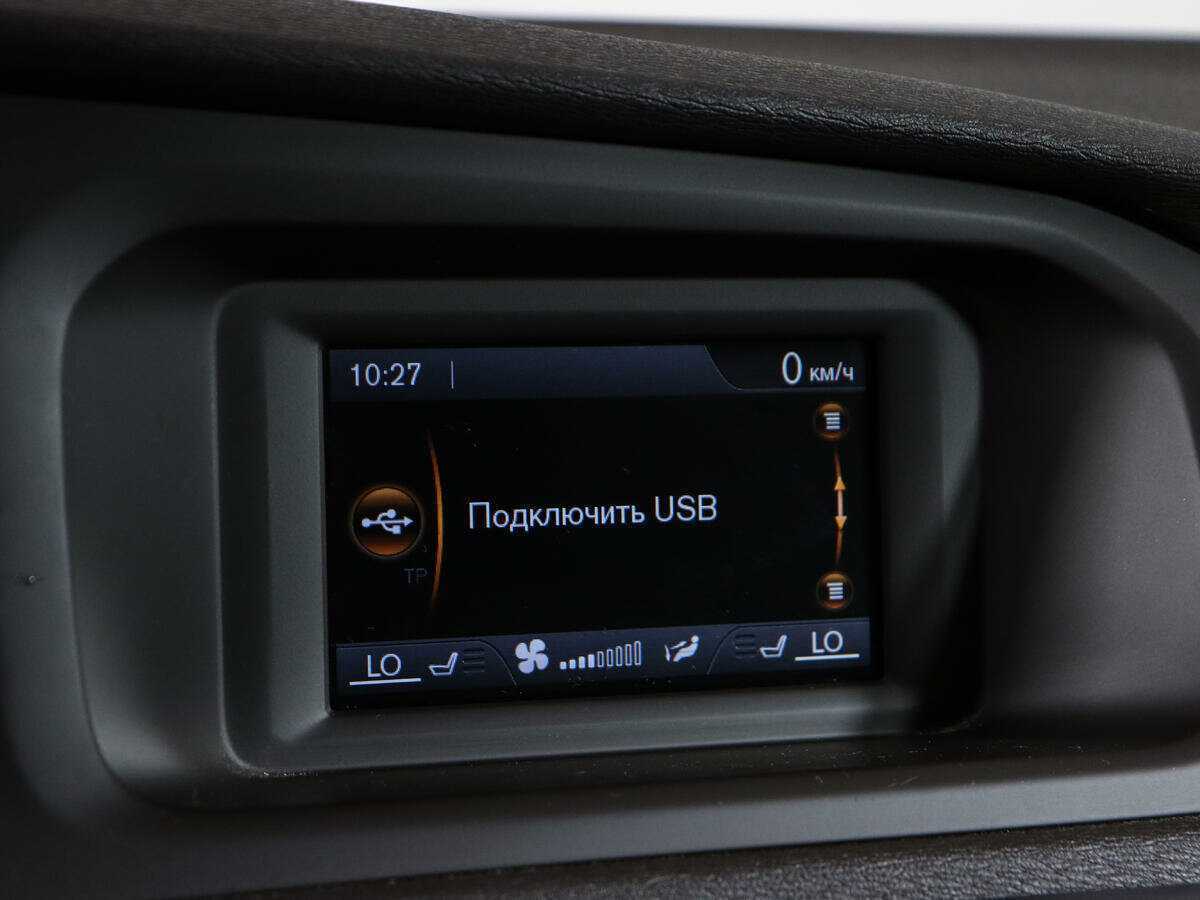 10:27
0 км/ч
Подключить USB
TP
LO LO